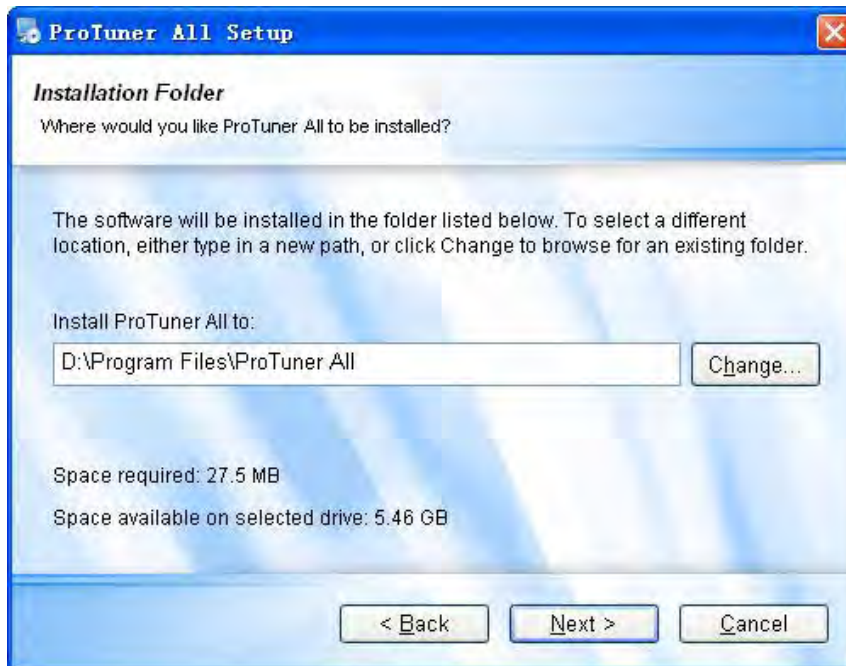 ProTuner All Setup
Installation Folder
Where would you like ProTuner All to be installed?
The software will be installed in the folder listed below. To select a different
location, either type in a new path, or click Change to browse for an existing folder.
Install ProTuner All to:
D:\Program Files\ProTuner All
Change...
Space required: 27.5 MB
Space available on selected drive: 5.46 GB
< Back
Next >
Cancel